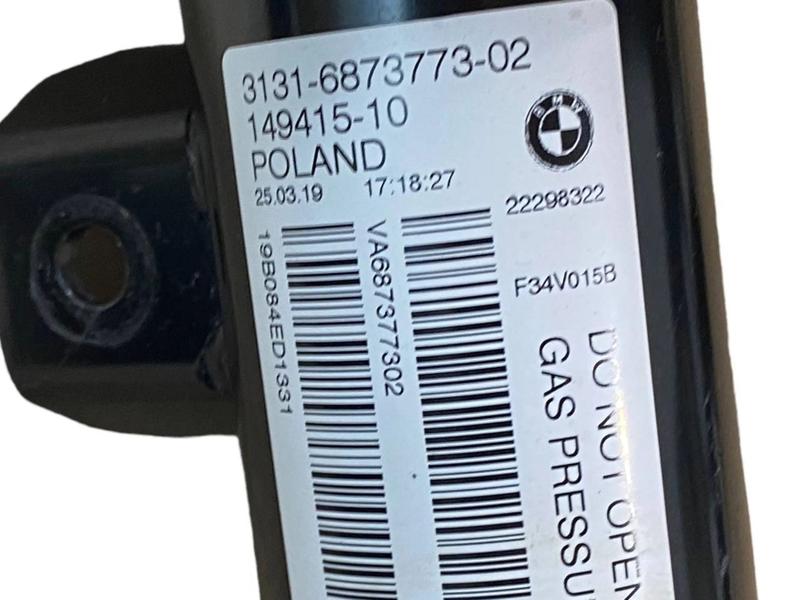 3131-6873773-02
149415-10
POLAND
25.03.19 17:18:27
BMW
22298322
F34V015B
19B084ED1331
VA687377302
DO NOT OPEN
GAS PRESSU